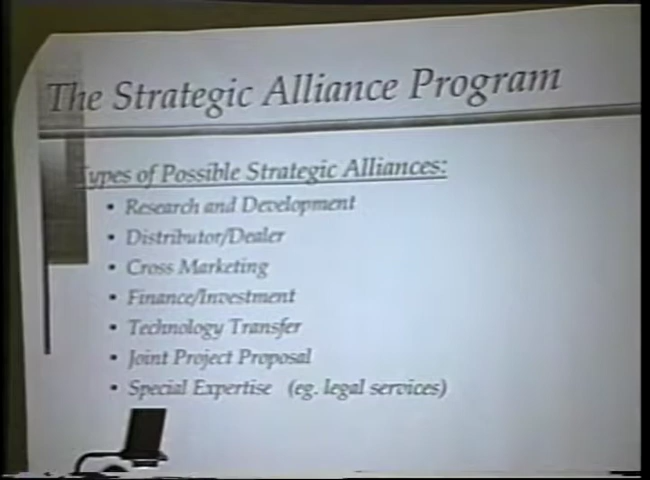 The Strategic Alliance Program
Types of Possible Strategic Alliances:
• Research and Development
• Distributor/Dealer
• Cross Marketing
• Finance/Investment
• Technology Transfer
• Joint Project Proposal
• Special Expertise (eg. legal services)